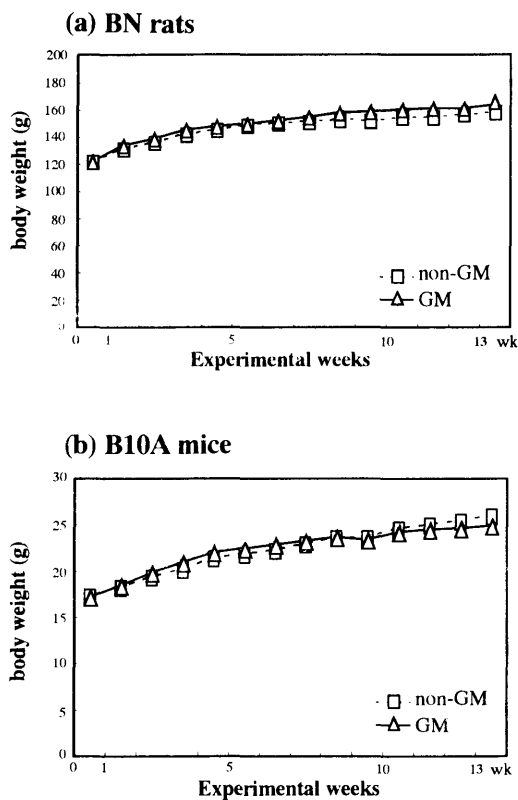 (a) BN rats
200
180
160
140
120
100
80
60
40
20
0
body weight (g)
non-GM
GM
0 1 5 10 13 wk
Experimental weeks
(b) B10A mice
30
25
20
15
10
5
0
body weight (g)
non-GM
GM
0 1 5 10 13 wk
Experimental weeks